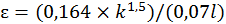 ε = (0,164 × k^{1,5})/(0,07l)